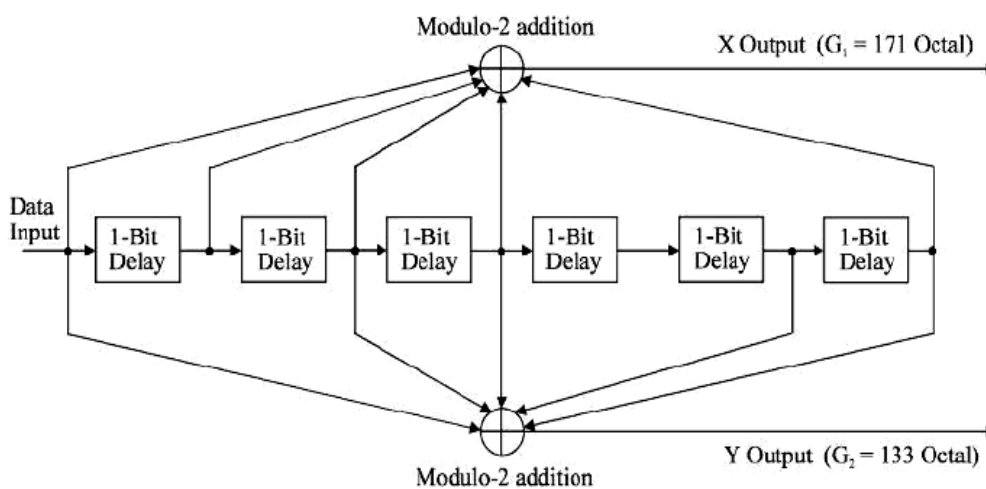 Modulo-2 addition
X Output (G₁ = 171 Octal)
Data
Input
1-Bit
Delay
1-Bit
Delay
1-Bit
Delay
1-Bit
Delay
1-Bit
Delay
1-Bit
Delay
Y Output (G₂ = 133 Octal)
Modulo-2 addition